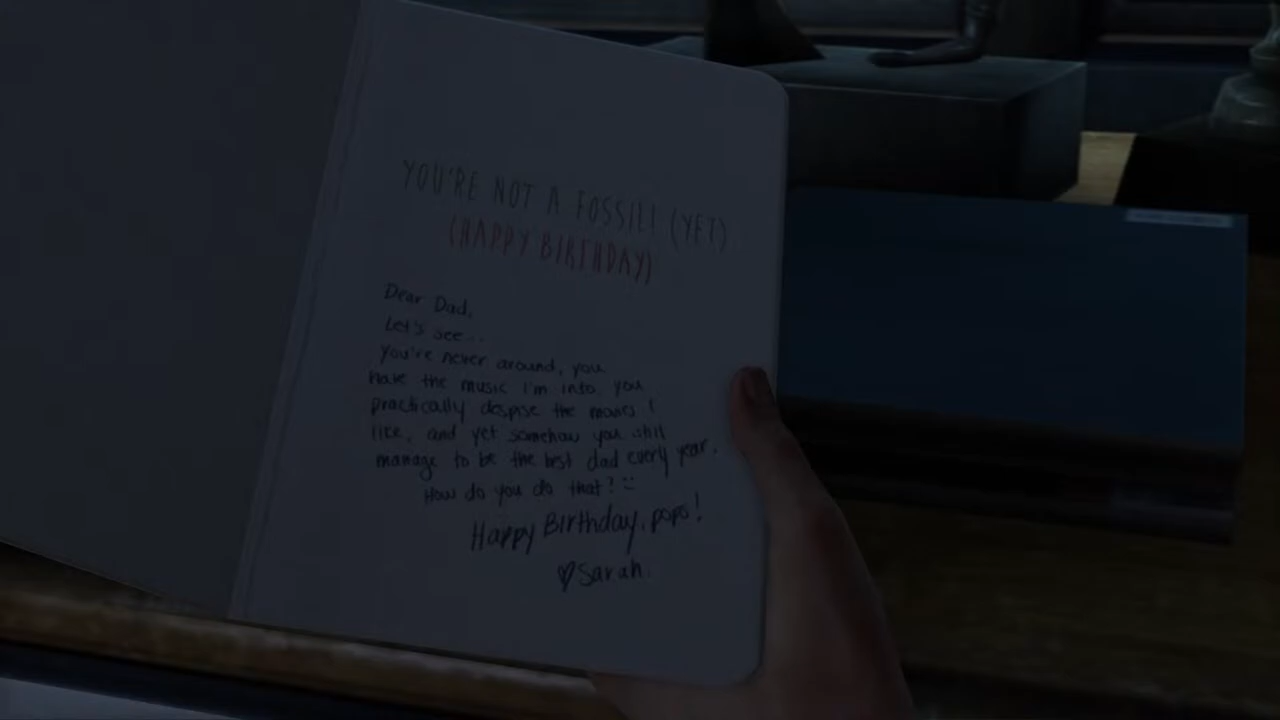 YOU'RE NOT A FOSSIL! (YET)
(HAPPY BIRTHDAY)
Dear Dad,
Let's see...
You're never around, you
hate the music I'm into you
practically despise the movies I
like, and yet somehow you still
manage to be the best dad every year.
How do you do that? :)
Happy Birthday, papa!
♡Sarah.